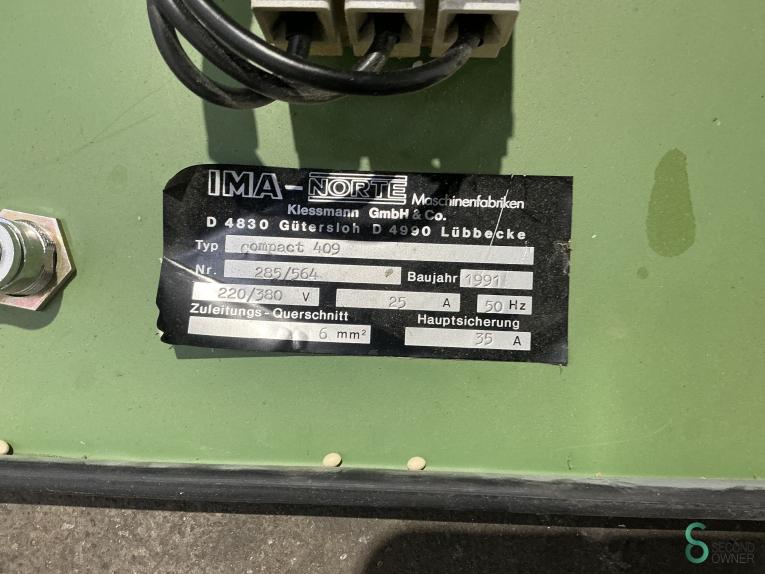 IMA-NORTE Maschinenfabriken
Klessmann GmbH & Co.
D 4830 Gütersloh D 4990 Lübbecke
Typ compact 409
Nr. 285/564 Baujahr 1991
220/380 V 25 A 50 Hz
Zuleitungs-Querschnitt Hauptsicherung
6 mm² 35 A
SECOND
OWNER